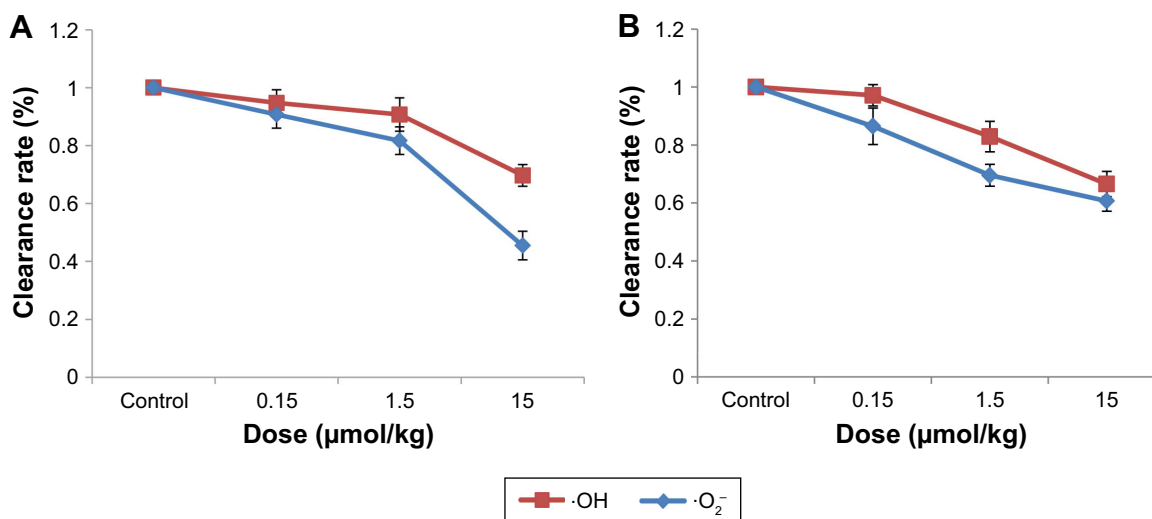 A
Clearance rate (%)
1.2
1
0.8
0.6
0.4
0.2
0
Control 0.15 1.5 15
Dose (µmol/kg)
B
Clearance rate (%)
1.2
1
0.8
0.6
0.4
0.2
0
Control 0.15 1.5 15
Dose (µmol/kg)
·OH ·O₂⁻